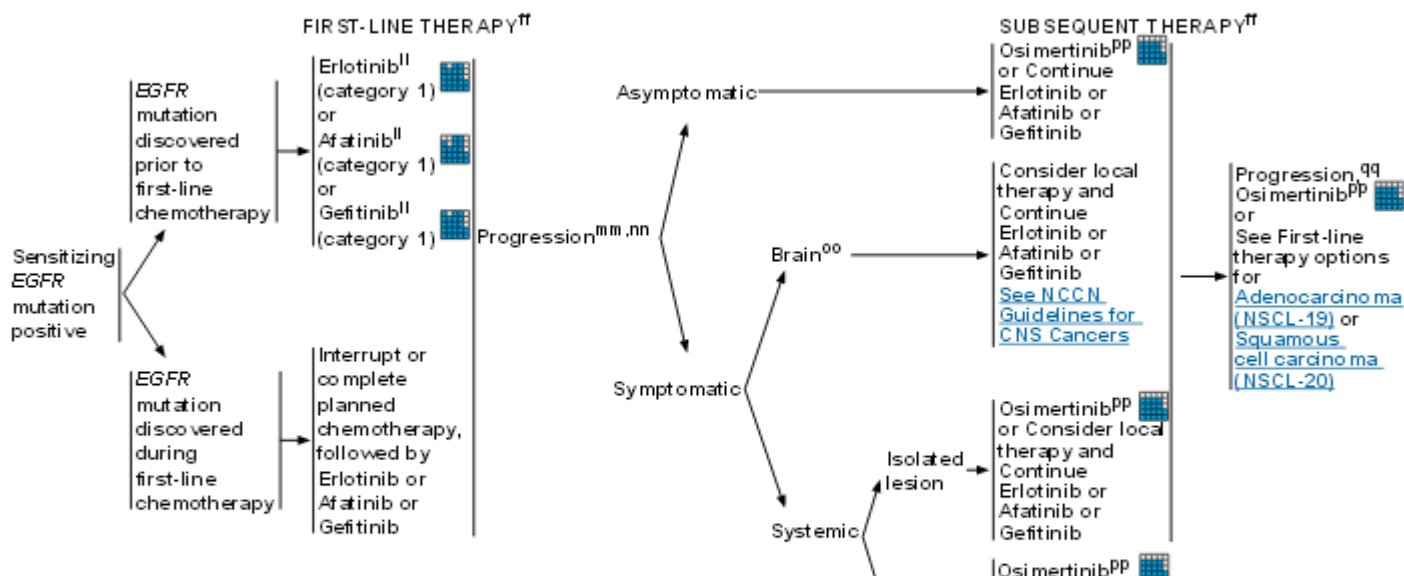 FIRST-LINE THERAPYff
SUBSEQUENT THERAPYff
Sensitizing
EGFR
mutation
positive
EGFR
mutation
discovered
prior to
first-line
chemotherapy
Erlotinibll
(category 1)
or
Afatinibll
(category 1)
or
Gefitinibll
(category 1)
EGFR
mutation
discovered
during
first-line
chemotherapy
Interrupt or
complete
planned
chemotherapy,
followed by
Erlotinib or
Afatinib or
Gefitinib
Progressionmm,nn
Asymptomatic
Osimertinibpp
or Continue
Erlotinib or
Afatinib or
Gefitinib
Symptomatic
Brainoo
Consider local
therapy and
Continue
Erlotinib or
Afatinib or
Gefitinib
See NCCN
Guidelines for
CNS Cancers
Systemic
Isolated
lesion
Osimertinibpp
or Consider local
therapy and
Continue
Erlotinib or
Afatinib or
Gefitinib
Osimertinibpp
Progression,qq
Osimertinibpp
or
See First-line
therapy options
for
Adenocarcinoma
(NSCL-19) or
Squamous
cell carcinoma
(NSCL-20)